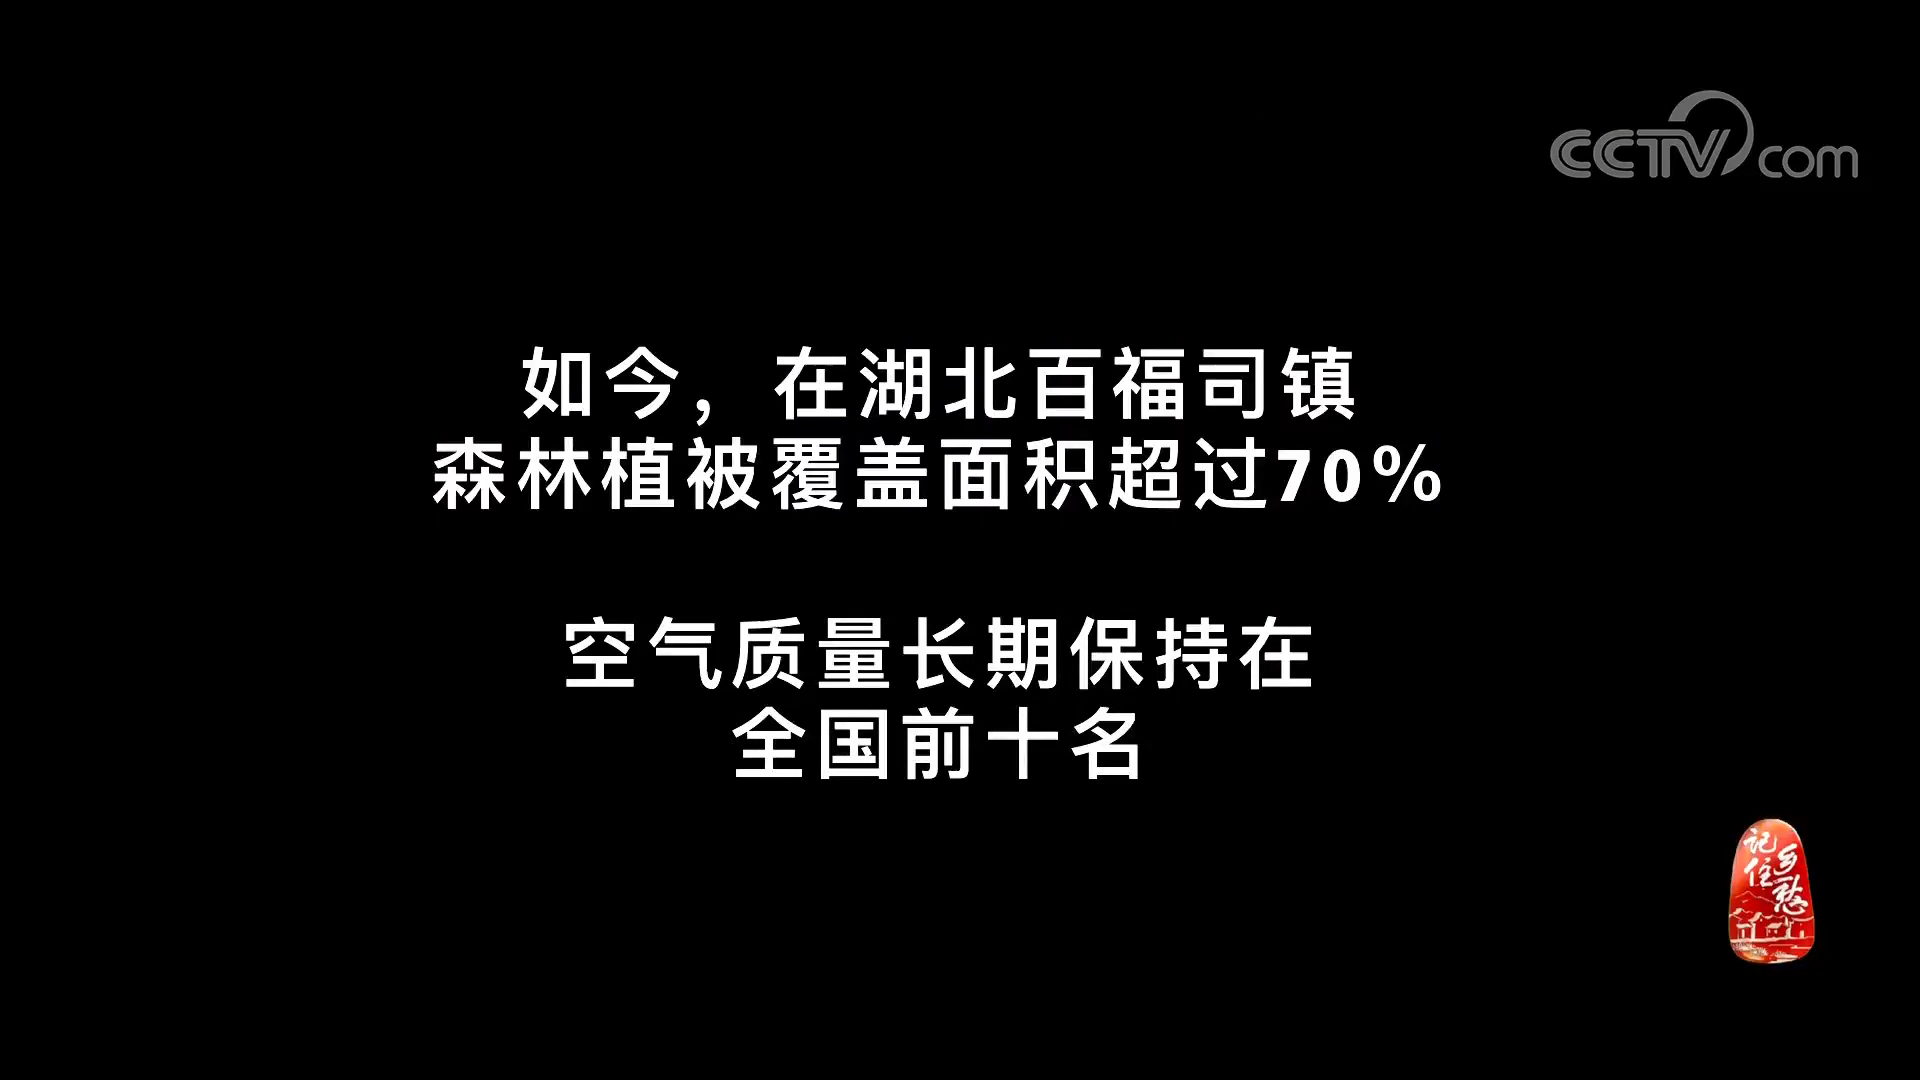 CCTV com
如今，在湖北百福司镇
森林植被覆盖面积超过70%
空气质量长期保持在
全国前十名
记住
乡愁